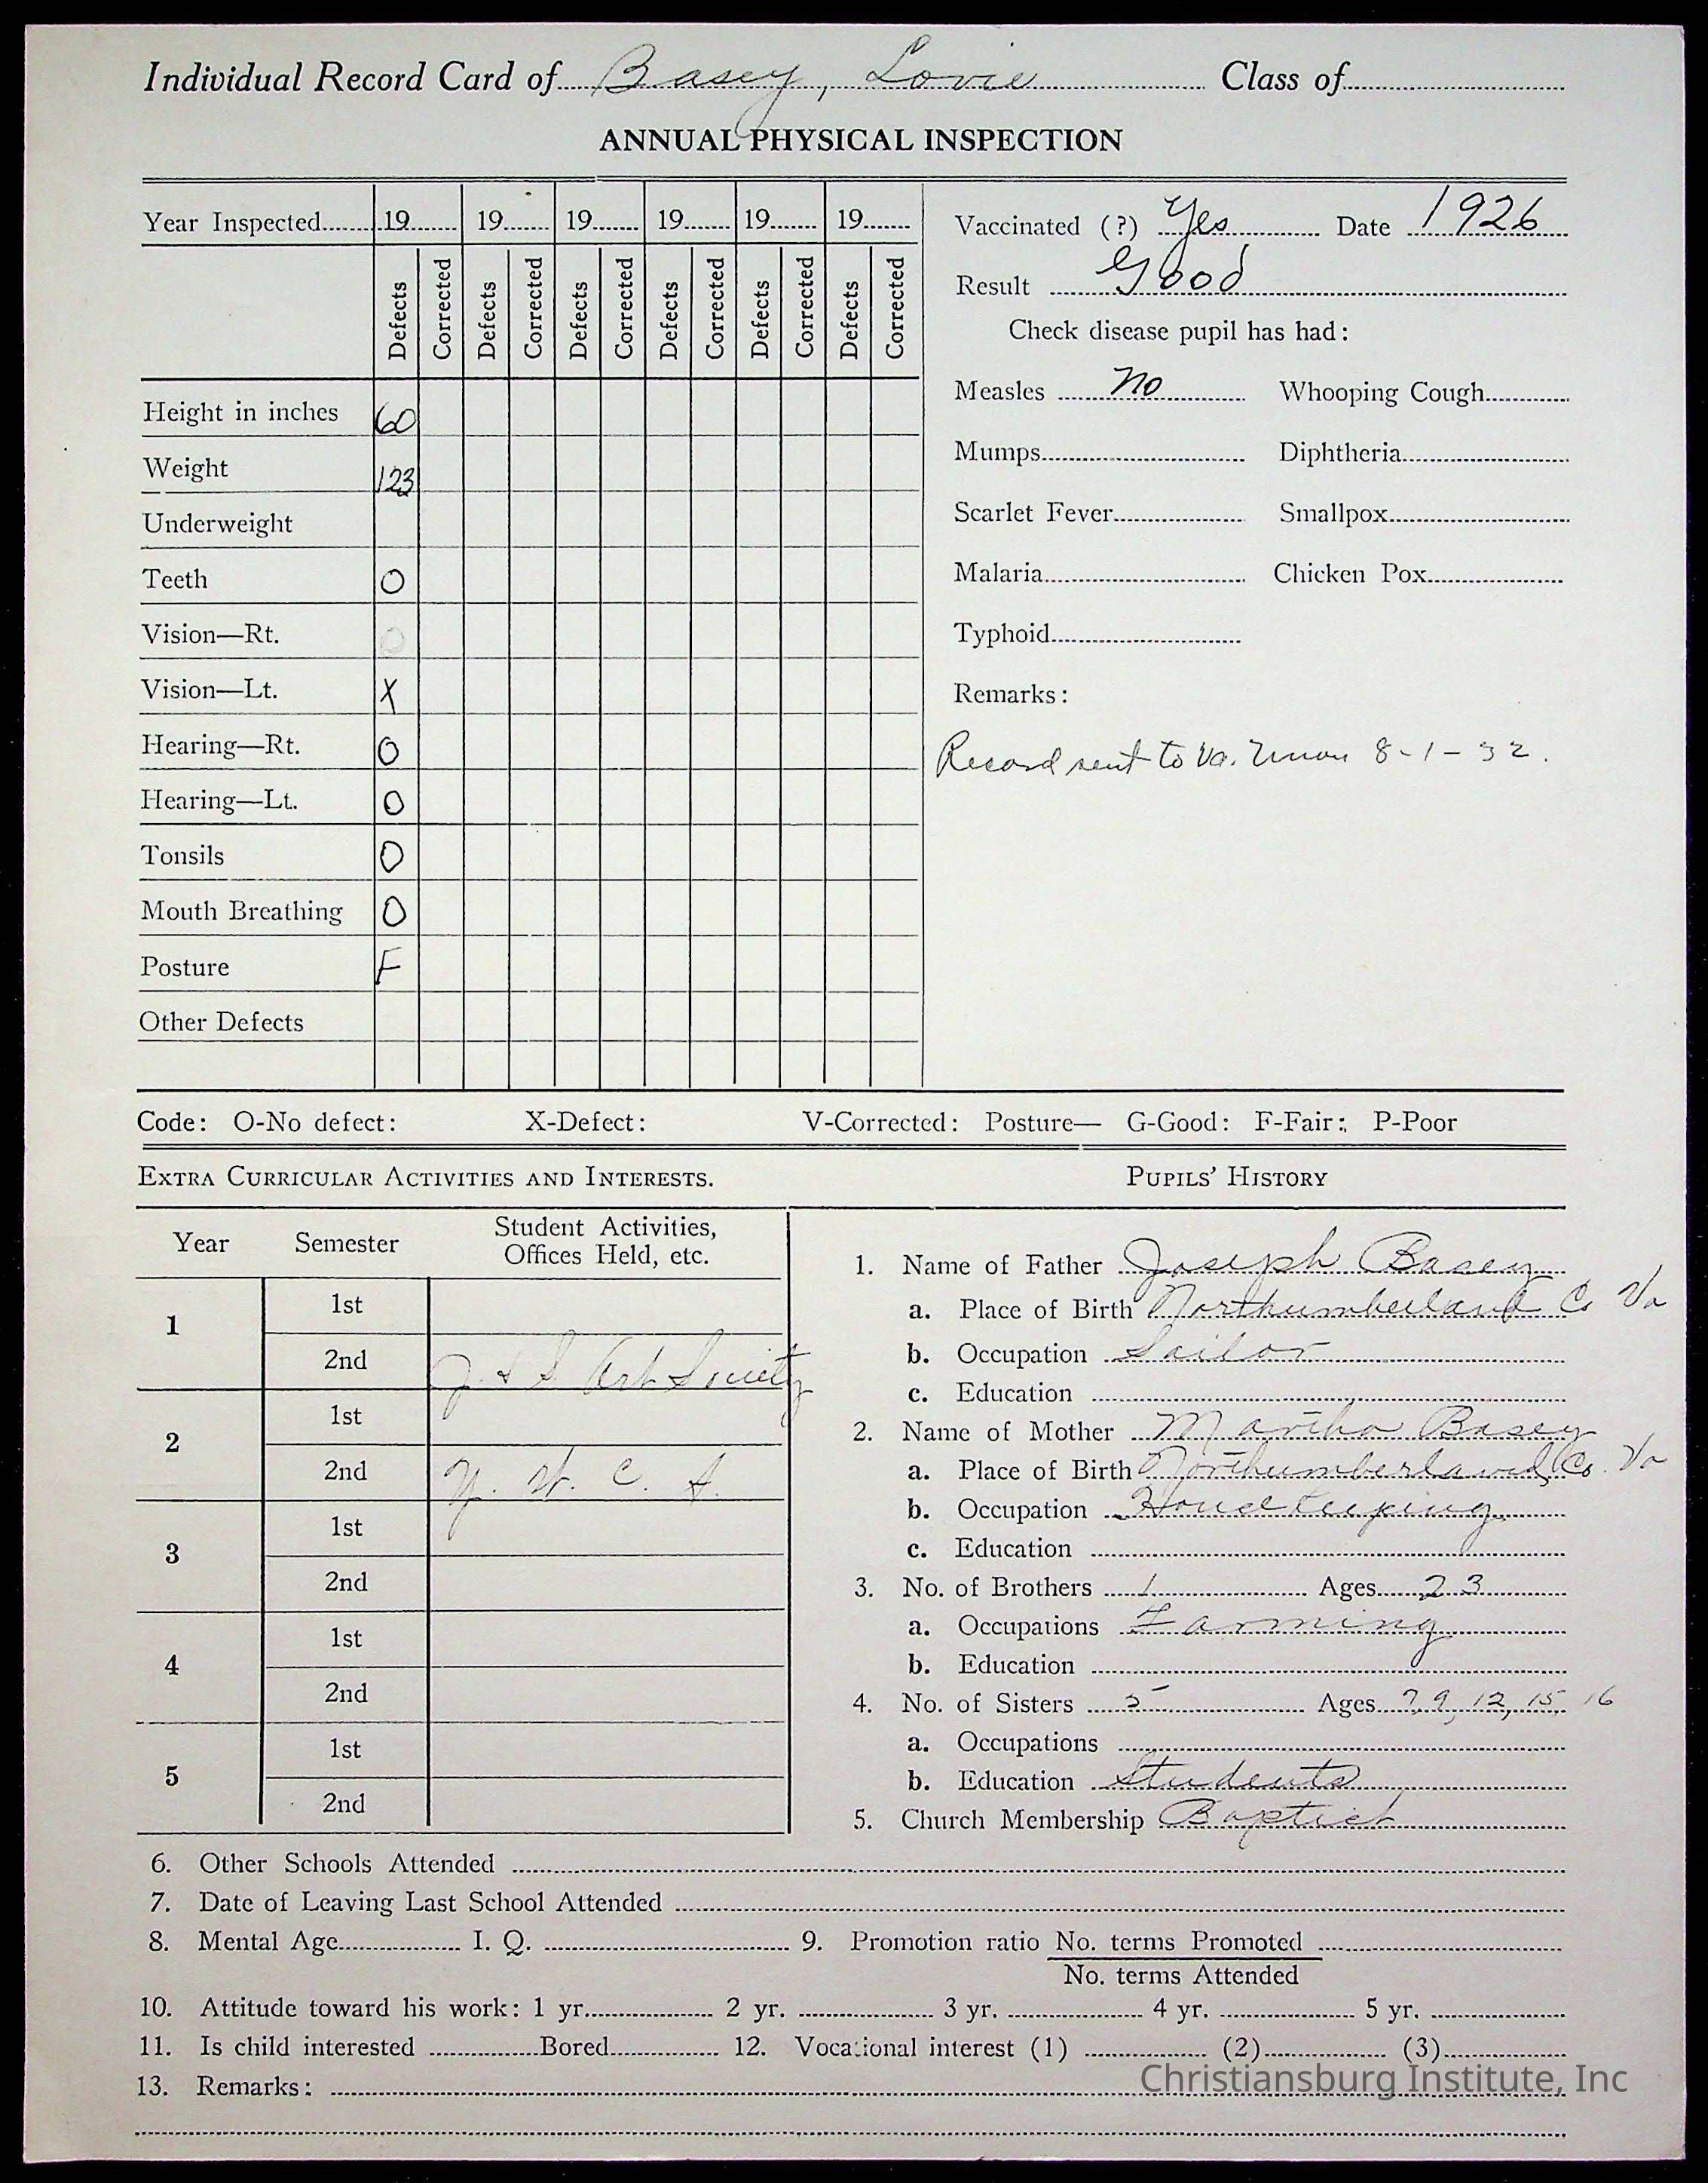 Individual Record Card of Basey, Lovie Class of
ANNUAL PHYSICAL INSPECTION
Year Inspected 19 19 19 19 19 19
Defects Corrected Defects Corrected Defects Corrected Defects Corrected Defects Corrected Defects Corrected
Height in inches 60
Weight 123
Underweight
Teeth O
Vision—Rt. O
Vision—Lt. X
Hearing—Rt. O
Hearing—Lt. O
Tonsils O
Mouth Breathing O
Posture F
Other Defects
Vaccinated (?) Yes Date 1926
Result Good
Check disease pupil has had:
Measles no Whooping Cough
Mumps Diphtheria
Scarlet Fever Smallpox
Malaria Chicken Pox
Typhoid
Remarks:
Record sent to Va. Union 8-1-32.
Code: O-No defect: X-Defect: V-Corrected: Posture— G-Good: F-Fair: P-Poor
EXTRA CURRICULAR ACTIVITIES AND INTERESTS.
Year Semester Student Activities,
Offices Held, etc.
1 1st
2nd J. & S Art Society
2 1st
2nd Y. W. C. A.
3 1st
2nd
4 1st
2nd
5 1st
2nd
PUPILS' HISTORY
1. Name of Father Joseph Basey
a. Place of Birth Northumberland Co Va
b. Occupation Sailor
c. Education
2. Name of Mother Martha Basey
a. Place of Birth Northumberland, Co. Va
b. Occupation Housekeeping
c. Education
3. No. of Brothers 1 Ages 23
a. Occupations Farming
b. Education
4. No. of Sisters 5 Ages 7, 9, 12, 15, 16
a. Occupations
b. Education Students
5. Church Membership Baptist
6. Other Schools Attended
7. Date of Leaving Last School Attended
8. Mental Age I. Q. 9. Promotion ratio No. terms Promoted
No. terms Attended
10. Attitude toward his work: 1 yr. 2 yr. 3 yr. 4 yr. 5 yr.
11. Is child interested Bored 12. Vocational interest (1) (2) (3)
13. Remarks:
Christiansburg Institute, Inc